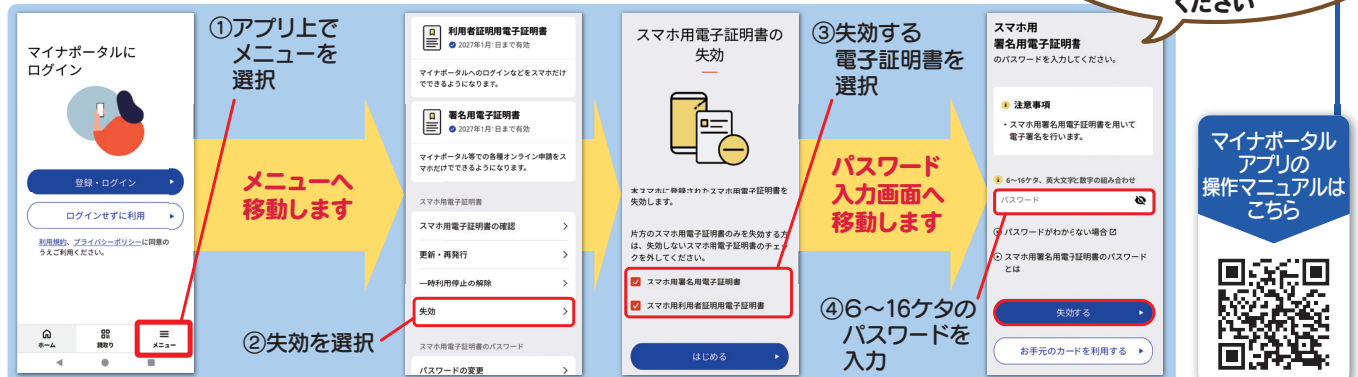 ください
マイナポータルに
ログイン
登録・ログイン
ログインせずに利用
利用規約、プライバシーポリシーに同意の
うえご利用ください。
ホーム
読取り
メニュー
①アプリ上で
メニューを
選択
メニューへ
移動します
利用者証明用電子証明書
2027年1月1日まで有効
マイナポータルへのログインなどをスマホだけ
でできるようになります。
署名用電子証明書
2027年1月1日まで有効
マイナポータル等での各種オンライン申請をス
マホだけでできるようになります。
スマホ用電子証明書
スマホ用電子証明書の確認
更新・再発行
一時利用停止の解除
失効
スマホ用電子証明書のパスワード
パスワードの変更
②失効を選択
スマホ用電子証明書の
失効
本スマホに登録されたスマホ用電子証明書を
失効します。
片方のスマホ用電子証明書のみを失効する方
は、失効しないスマホ用電子証明書のチェッ
クを外してください。
スマホ用署名用電子証明書
スマホ用利用者証明用電子証明書
はじめる
③失効する
電子証明書を
選択
パスワード
入力画面へ
移動します
④6～16ケタの
パスワードを
入力
スマホ用
署名用電子証明書
のパスワードを入力してください。
注意事項
・スマホ用署名用電子証明書を用いて
電子署名を行います。
6~16ケタ、英大文字と数字の組み合わせ
パスワード
パスワードがわからない場合
スマホ用署名用電子証明書のパスワード
とは
失効する
お手元のカードを利用する
マイナポータル
アプリの
操作マニュアルは
こちら